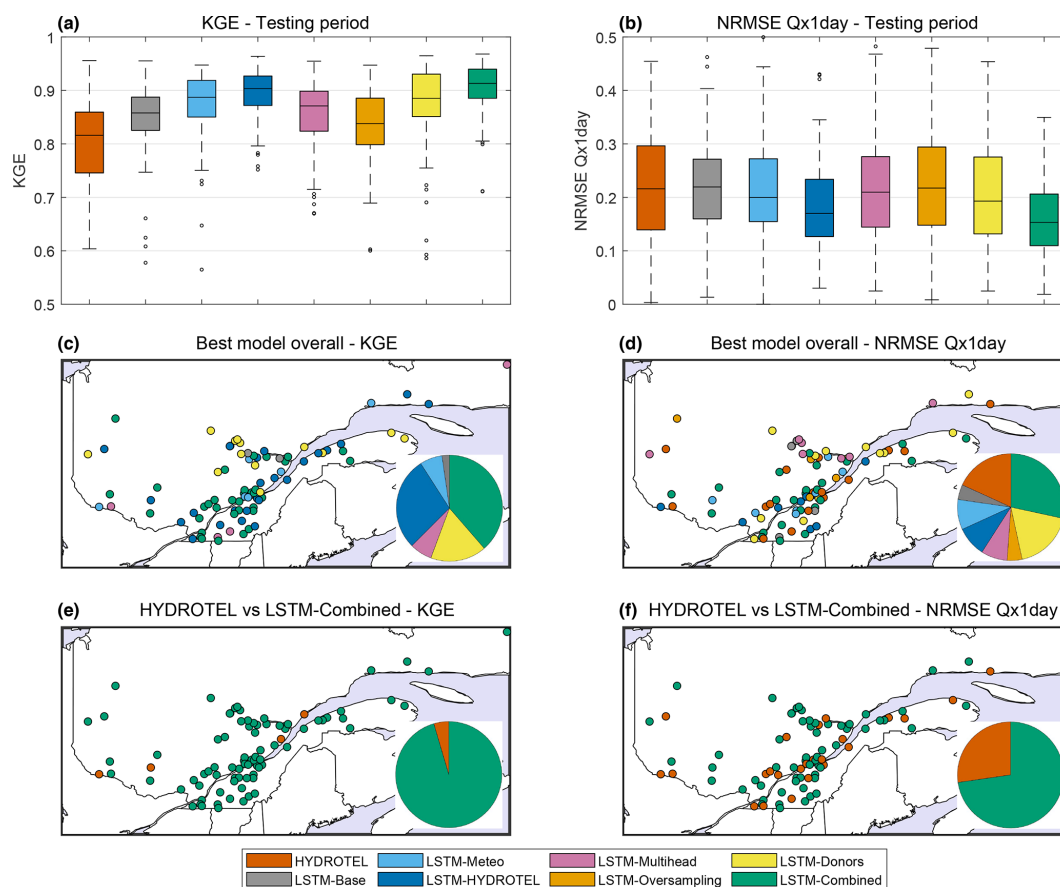 (a) KGE - Testing period
1
0.9
0.8
0.7
0.6
0.5
KGE
(b) NRMSE Qx1day - Testing period
0.5
0.4
0.3
0.2
0.1
0
NRMSE Qx1day
(c) Best model overall - KGE
(d) Best model overall - NRMSE Qx1day
(e) HYDROTEL vs LSTM-Combined - KGE
(f) HYDROTEL vs LSTM-Combined - NRMSE Qx1day
HYDROTEL LSTM-Meteo LSTM-Multihead LSTM-Donors
LSTM-Base LSTM-HYDROTEL LSTM-Oversampling LSTM-Combined